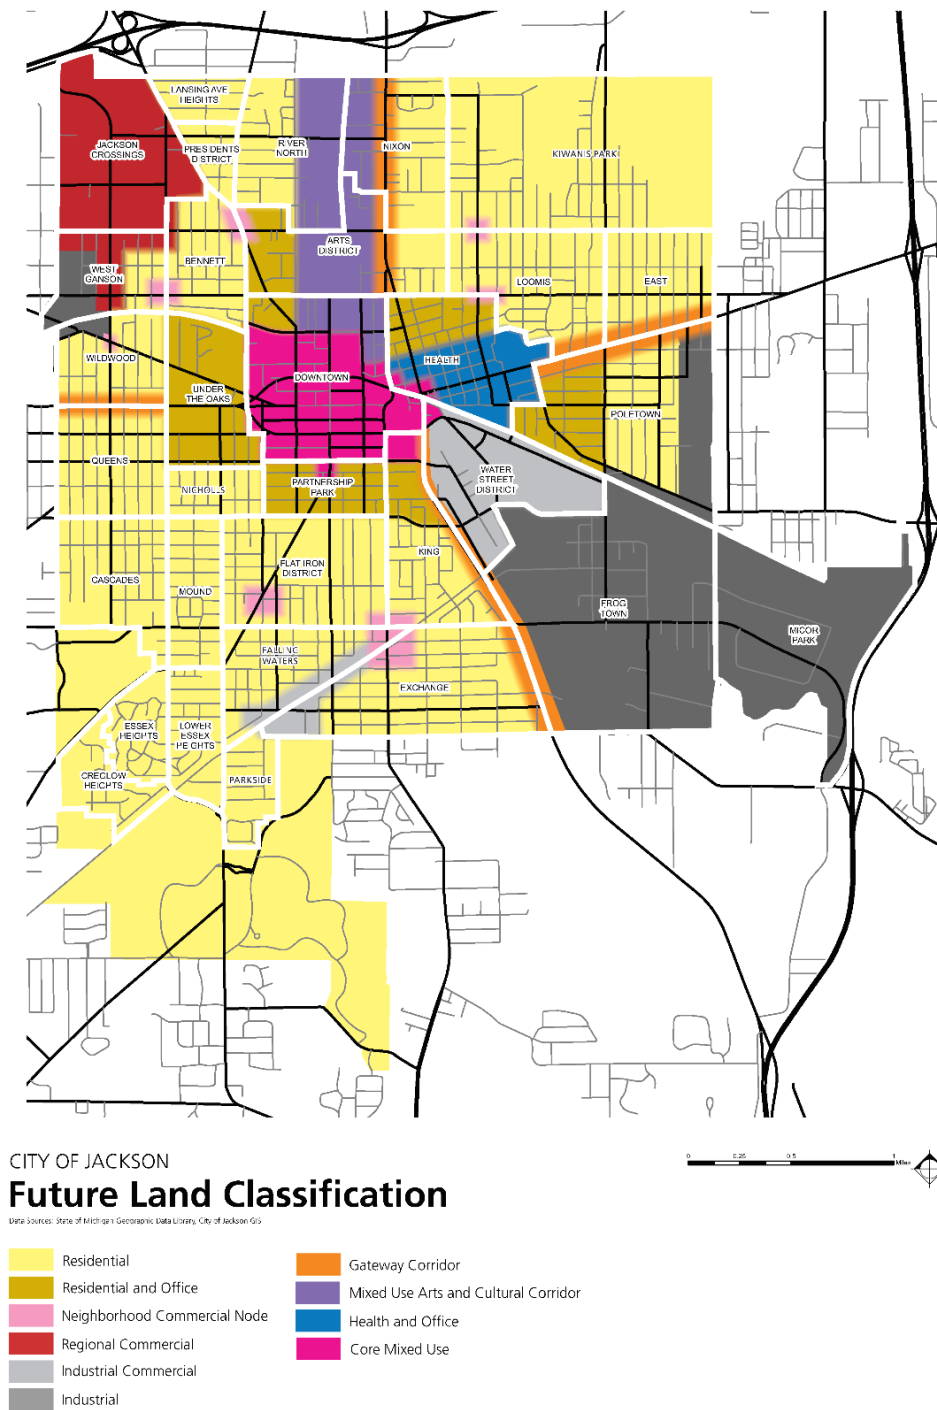 LANSING AVE
HEIGHTS
JACKSON
CROSSINGS
PRESIDENTS
DISTRICT
RIVER
NORTH
NIXON
KIWANIS PARK
ARTS
DISTRICT
BENNETT
WEST
GANSON
LOOMIS
EAST
WILDWOOD
HEALTH
DOWNTOWN
UNDER
THE OAKS
POLETOWN
QUEENS
WATER
STREET
DISTRICT
NICHOLLS
PARTNERSHIP
PARK
KING
FLAT IRON
DISTRICT
CASCADES
MOUND
FROG
TOWN
MICOR
PARK
FALLING
WATERS
EXCHANGE
ESSEX
HEIGHTS
LOWER
ESSEX
HEIGHTS
CREGLOW
HEIGHTS
PARKSIDE
CITY OF JACKSON
Future Land Classification
Data Sources: State of Michigan Geographic Data Library, City of Jackson GIS
0 0.25 0.5 1
Miles
Residential
Residential and Office
Neighborhood Commercial Node
Regional Commercial
Industrial Commercial
Industrial
Gateway Corridor
Mixed Use Arts and Cultural Corridor
Health and Office
Core Mixed Use